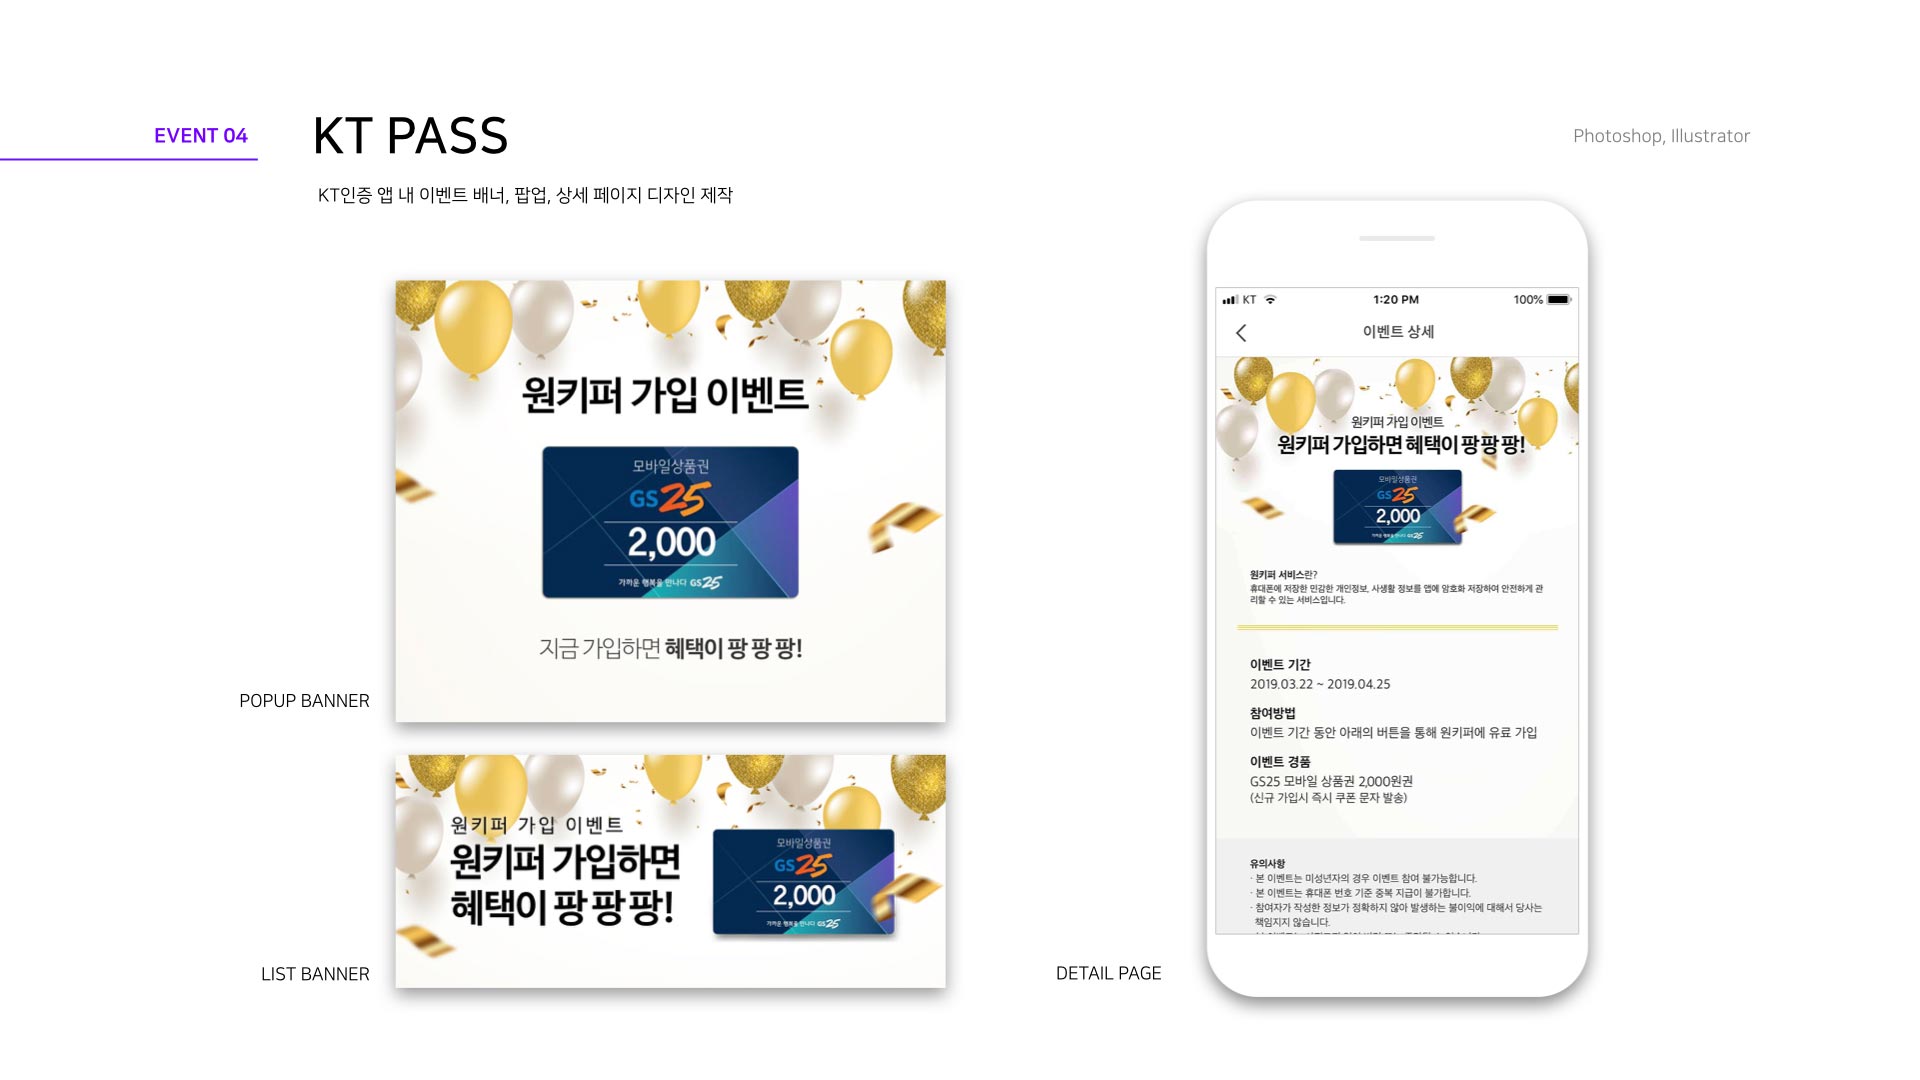 EVENT 04
KT PASS
Photoshop, Illustrator
KT인증 앱 내 이벤트 배너, 팝업, 상세 페이지 디자인 제작
원키퍼 가입 이벤트
모바일상품권
GS25
2,000
가까운 행복을 만나다 GS25
지금 가입하면 혜택이 팡 팡 팡!
POPUP BANNER
원키퍼 가입 이벤트
원키퍼 가입하면
혜택이 팡 팡 팡!
모바일상품권
GS25
2,000
가까운 행복을 만나다 GS25
LIST BANNER
KT
1:20 PM
100%
이벤트 상세
원키퍼 가입 이벤트
원키퍼 가입하면 혜택이 팡 팡 팡!
모바일상품권
GS25
2,000
가까운 행복을 만나다 GS25
원키퍼 서비스란?
휴대폰에 저장한 민감한 개인정보, 사생활 정보를 앱에 암호화 저장하여 안전하게 관
리할 수 있는 서비스입니다.
이벤트 기간
2019.03.22 ~ 2019.04.25
참여방법
이벤트 기간 동안 아래의 버튼을 통해 원키퍼에 유료 가입
이벤트 경품
GS25 모바일 상품권 2,000원권
(신규 가입시 즉시 쿠폰 문자 발송)
유의사항
· 본 이벤트는 미성년자의 경우 이벤트 참여 불가능합니다.
· 본 이벤트는 휴대폰 번호 기준 중복 지급이 불가합니다.
· 참여자가 작성한 정보가 정확하지 않아 발생하는 불이익에 대해서 당사는
책임지지 않습니다.
DETAIL PAGE